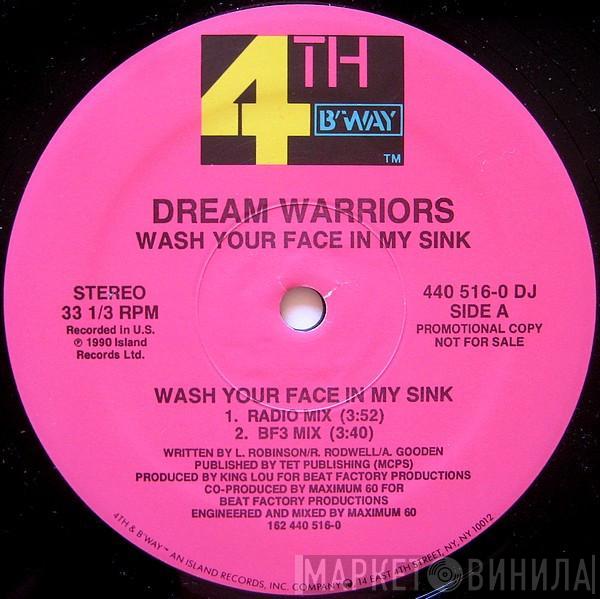 4TH
B'WAY
TM
DREAM WARRIORS
WASH YOUR FACE IN MY SINK
STEREO
33 1/3 RPM
Recorded in U.S.
℗ 1990 Island
Records Ltd.
440 516-0 DJ
SIDE A
PROMOTIONAL COPY
NOT FOR SALE
WASH YOUR FACE IN MY SINK
1. RADIO MIX (3:52)
2. BF3 MIX (3:40)
WRITTEN BY L. ROBINSON/R. RODWELL/A. GOODEN
PUBLISHED BY TET PUBLISHING (MCPS)
PRODUCED BY KING LOU FOR BEAT FACTORY PRODUCTIONS
CO-PRODUCED BY MAXIMUM 60 FOR
BEAT FACTORY PRODUCTIONS
ENGINEERED AND MIXED BY MAXIMUM 60
162 440 516-0
4TH & B'WAY™ AN ISLAND RECORDS, INC. COMPANY, 14 EAST 4TH STREET, NY, NY 10012
МАРКЕТ ВИНИЛА